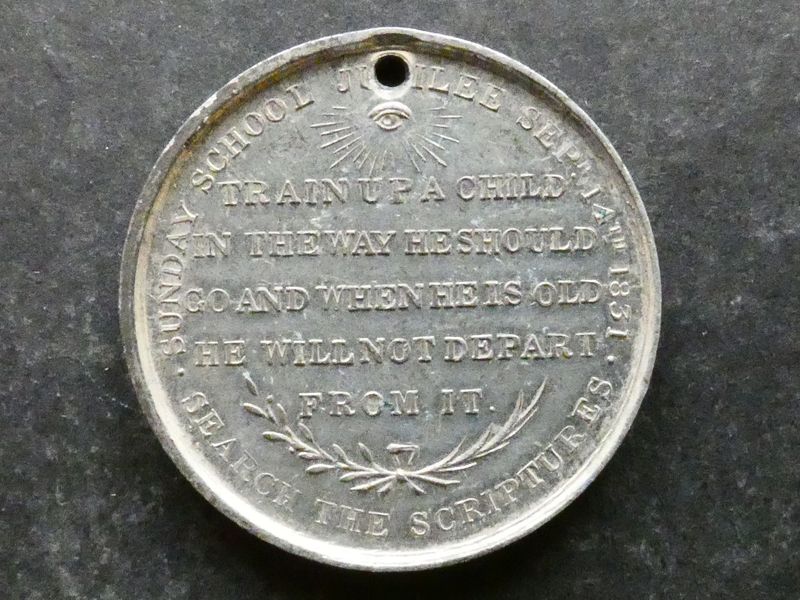 SUNDAY SCHOOL JUBILEE SEPT. 14TH 1831.
TRAIN UP A CHILD
IN THE WAY HE SHOULD
GO AND WHEN HE IS OLD
HE WILL NOT DEPART
FROM IT.
SEARCH THE SCRIPTURES